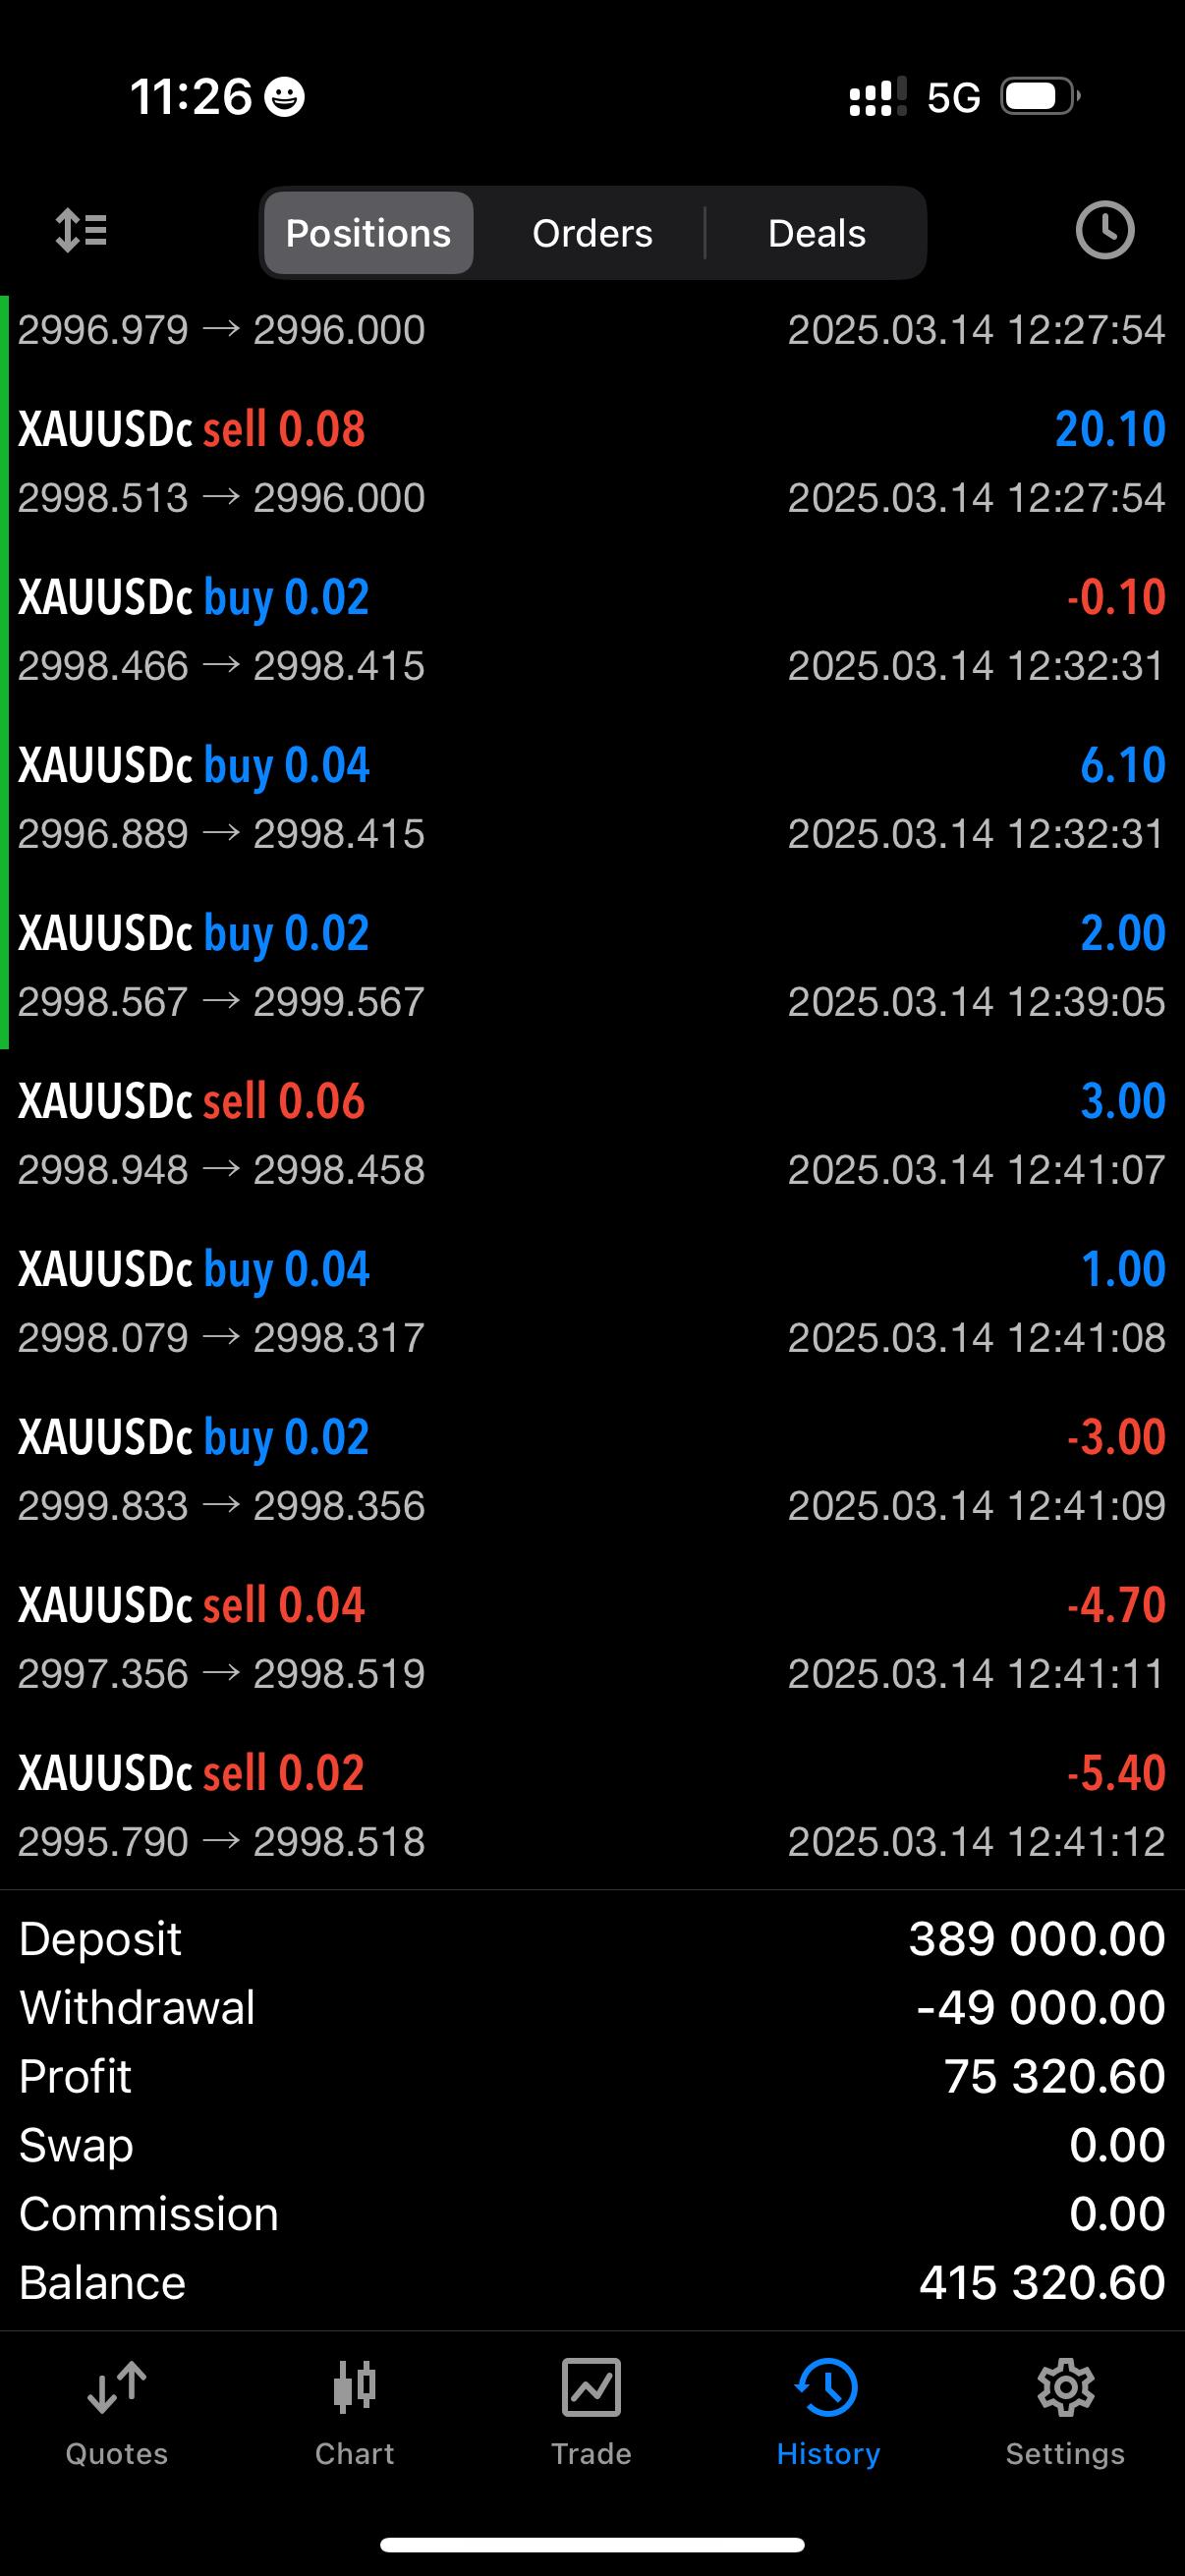 11:26 5G
Positions Orders Deals
2996.979 → 2996.000 2025.03.14 12:27:54
XAUUSDc sell 0.08 20.10
2998.513 → 2996.000 2025.03.14 12:27:54
XAUUSDc buy 0.02 -0.10
2998.466 → 2998.415 2025.03.14 12:32:31
XAUUSDc buy 0.04 6.10
2996.889 → 2998.415 2025.03.14 12:32:31
XAUUSDc buy 0.02 2.00
2998.567 → 2999.567 2025.03.14 12:39:05
XAUUSDc sell 0.06 3.00
2998.948 → 2998.458 2025.03.14 12:41:07
XAUUSDc buy 0.04 1.00
2998.079 → 2998.317 2025.03.14 12:41:08
XAUUSDc buy 0.02 -3.00
2999.833 → 2998.356 2025.03.14 12:41:09
XAUUSDc sell 0.04 -4.70
2997.356 → 2998.519 2025.03.14 12:41:11
XAUUSDc sell 0.02 -5.40
2995.790 → 2998.518 2025.03.14 12:41:12
Deposit 389 000.00
Withdrawal -49 000.00
Profit 75 320.60
Swap 0.00
Commission 0.00
Balance 415 320.60
Quotes Chart Trade History Settings